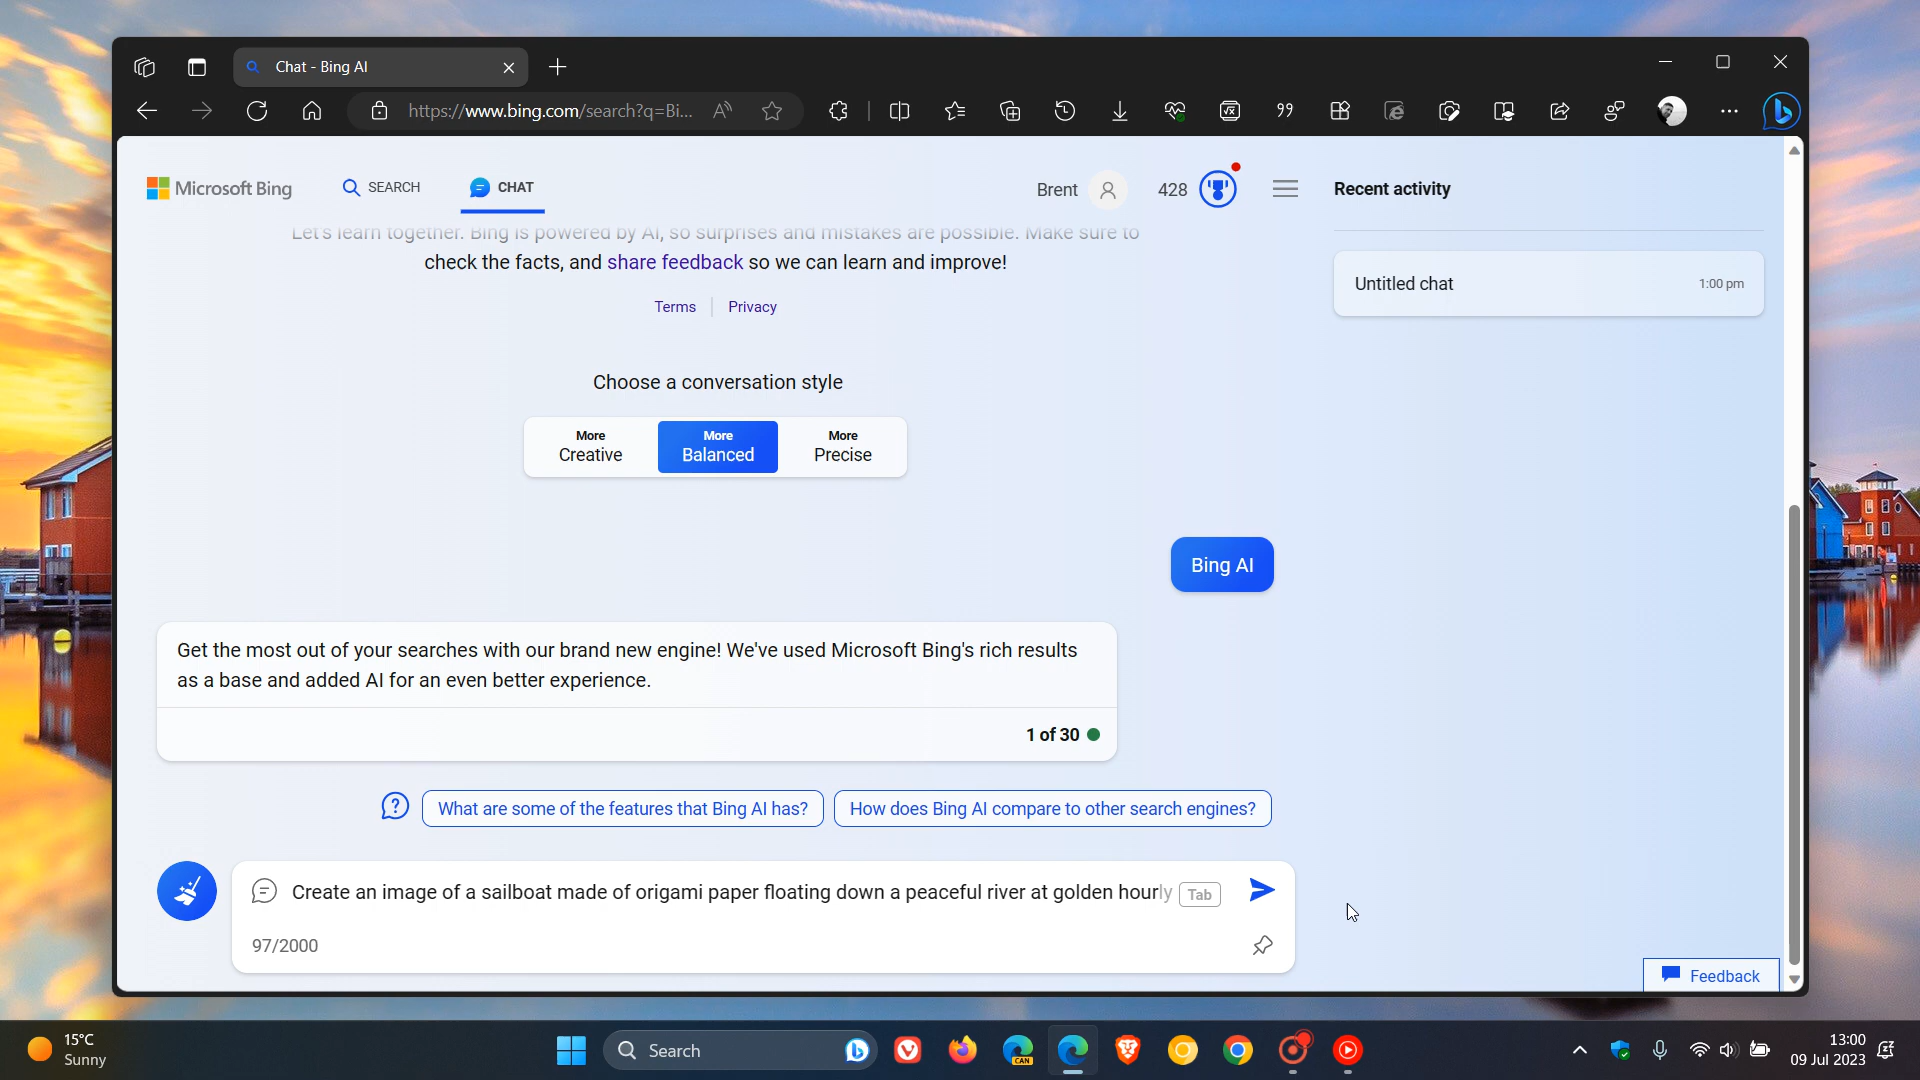 Chat - Bing AI
https://www.bing.com/search?q=Bi...
Microsoft Bing
SEARCH
CHAT
Brent
428
Recent activity
Let's learn together. Bing is powered by AI, so surprises and mistakes are possible. Make sure to
check the facts, and share feedback so we can learn and improve!
Terms
Privacy
Untitled chat
1:00 pm
Choose a conversation style
More
Creative
More
Balanced
More
Precise
Bing AI
Get the most out of your searches with our brand new engine! We've used Microsoft Bing's rich results
as a base and added AI for an even better experience.
1 of 30
What are some of the features that Bing AI has?
How does Bing AI compare to other search engines?
Create an image of a sailboat made of origami paper floating down a peaceful river at golden hourly
Tab
97/2000
Feedback
15°C
Sunny
Search
CAN
13:00
09 Jul 2023